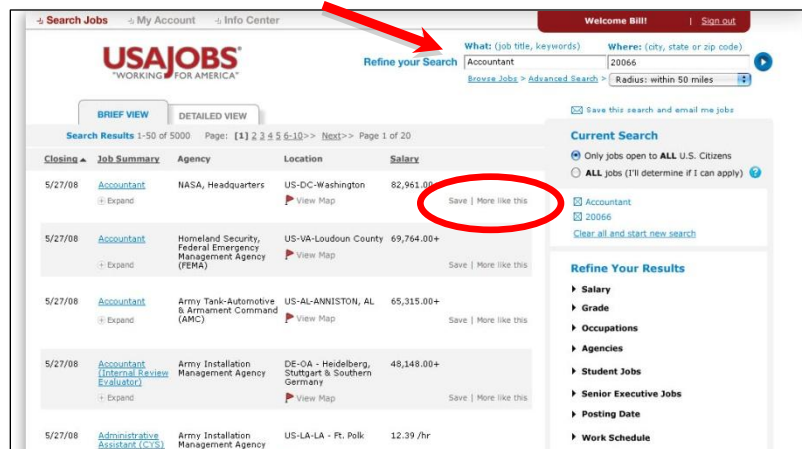 Search Jobs My Account Info Center
Welcome Bill! | Sign out
USAJOBS®
"WORKING FOR AMERICA"
Refine your Search
What: (job title, keywords) Where: (city, state or zip code)
Accountant 20066
Browse Jobs > Advanced Search > Radius: within 50 miles
BRIEF VIEW DETAILED VIEW
Save this search and email me jobs
Search Results 1-50 of 5000 Page: [1] 2 3 4 5 6-10>> Next>> Page 1 of 20
Closing Job Summary Agency Location Salary
5/27/08 Accountant NASA, Headquarters US-DC-Washington 82,961.00+
+ Expand View Map Save | More like this
5/27/08 Accountant Homeland Security, US-VA-Loudoun County 69,764.00+
Federal Emergency
Management Agency View Map
+ Expand (FEMA) Save | More like this
5/27/08 Accountant Army Tank-Automotive US-AL-ANNISTON, AL 65,315.00+
& Armament Command
+ Expand (AMC) View Map Save | More like this
5/27/08 Accountant Army Installation DE-OA - Heidelberg, 48,148.00+
(Internal Review Management Agency Stuttgart & Southern
Evaluator) Germany
+ Expand View Map Save | More like this
5/27/08 Administrative Army Installation US-LA-LA - Ft. Polk 12.39 /hr
Assistant (CYS) Management Agency
Current Search
Only jobs open to ALL U.S. Citizens
ALL jobs (I'll determine if I can apply) ?
Accountant
20066
Clear all and start new search
Refine Your Results
Salary
Grade
Occupations
Agencies
Student Jobs
Senior Executive Jobs
Posting Date
Work Schedule